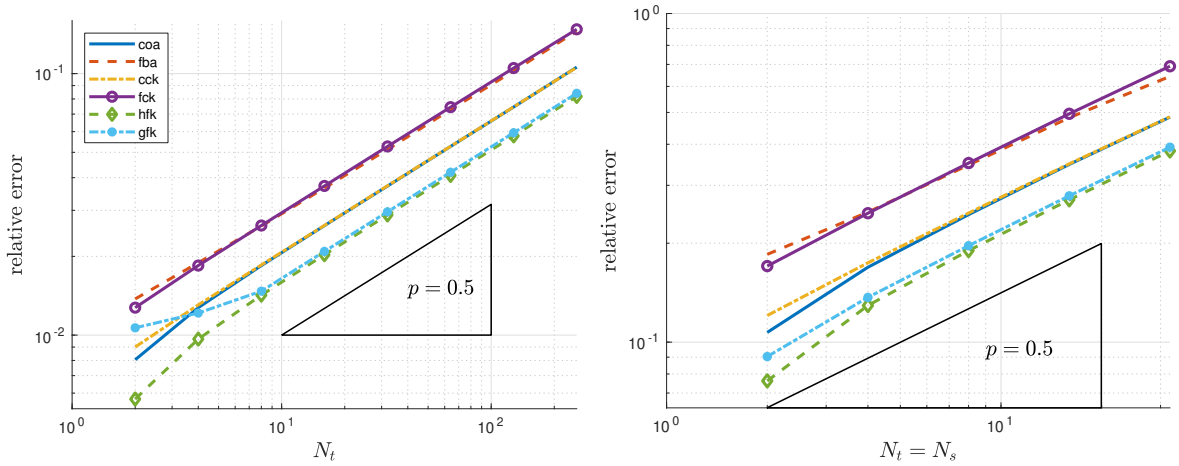 relative error
10^-1
10^-2
coa
fba
cck
fck
hfk
gfk
p = 0.5
10^0
10^1
10^2
N_t
relative error
10^0
10^-1
p = 0.5
10^0
10^1
N_t = N_s